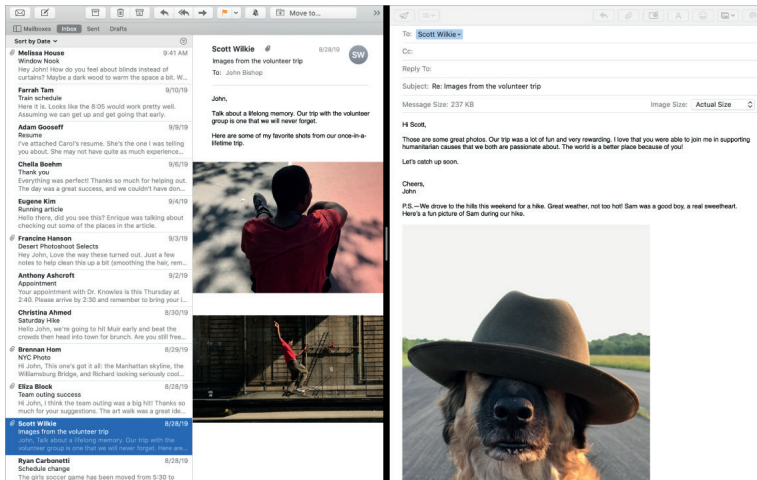 Move to...
>>
Mailboxes Inbox Sent Drafts
Sort by Date
Melissa House 9:41 AM
Window Nook
Hey John! How do you feel about blinds instead of
curtains? Maybe a dark wood to warm the space a bit. W...
Farrah Tam 9/10/19
Train schedule
Here it is. Looks like the 8:05 would work pretty well.
Assuming we can get up and get going that early.
Adam Gooseff 9/9/19
Resume
I've attached Carol's resume. She's the one I was telling
you about. She may not have quite as much experience...
Chella Boehm 9/6/19
Thank you
Everything was perfect! Thanks so much for helping out.
The day was a great success, and we couldn't have don...
Eugene Kim 9/4/19
Running article
Hello there, did you see this? Enrique was talking about
checking out some of the places in the article.
Francine Hanson 9/3/19
Desert Photoshoot Selects
Hey John, Love the way these turned out. Just a few
notes to help clean this up a bit (smoothing the hair, rem...
Anthony Ashcroft 9/2/19
Appointment
Your appointment with Dr. Knowles is this Thursday at
2:40. Please arrive by 2:30 and remember to bring your i...
Christina Ahmed 8/30/19
Saturday Hike
Hello John, we're going to hit Muir early and beat the
crowds then head into town for brunch. Are you still free...
Brennan Hom 8/29/19
NYC Photo
Hi John, This one's got it all: the Manhattan skyline, the
Williamsburg Bridge, and Richard looking seriously cool...
Eliza Block 8/28/19
Team outing success
Hi John, I think the team outing was a big hit! Thanks so
much for your suggestions. The art walk was a great ide...
Scott Wilkie 8/28/19
Images from the volunteer trip
John, Talk about a lifelong memory. Our trip with the
volunteer group is one that we will never forget. Here are...
Ryan Carbonetti 8/28/19
Schedule change
The girls soccer game has been moved from 5:30 to
Scott Wilkie 8/28/19 SW
Images from the volunteer trip
To: John Bishop
John,
Talk about a lifelong memory. Our trip with the volunteer
group is one that we will never forget.
Here are some of my favorite shots from our once-in-a-
lifetime trip.
To: Scott Wilkie
Cc:
Reply To:
Subject: Re: Images from the volunteer trip
Message Size: 237 KB Image Size: Actual Size
Hi Scott,
Those are some great photos. Our trip was a lot of fun and very rewarding. I love that you were able to join me in supporting
humanitarian causes that we both are passionate about. The world is a better place because of you!
Let's catch up soon.
Cheers,
John
P.S.—We drove to the hills this weekend for a hike. Great weather, not too hot! Sam was a good boy, a real sweetheart.
Here's a fun picture of Sam during our hike.